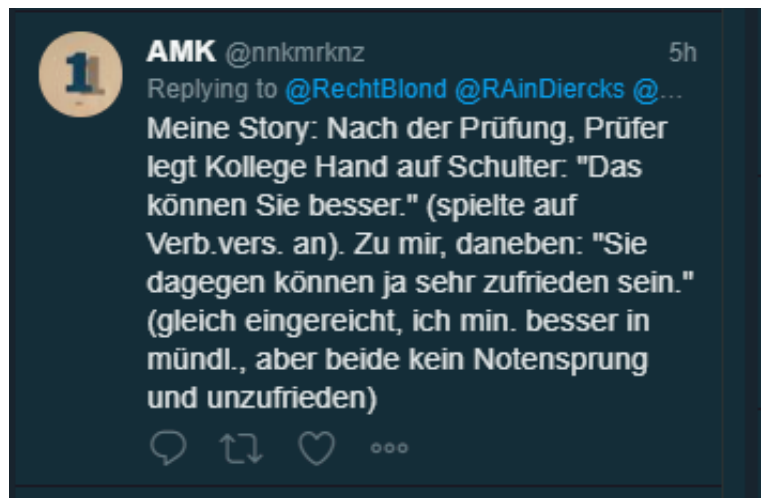 AMK @nnkmrknz 5h
Replying to @RechtBlond @RAinDiercks @...
Meine Story: Nach der Prüfung, Prüfer
legt Kollege Hand auf Schulter: "Das
können Sie besser." (spielte auf
Verb.vers. an). Zu mir, daneben: "Sie
dagegen können ja sehr zufrieden sein."
(gleich eingereicht, ich min. besser in
mündl., aber beide kein Notensprung
und unzufrieden)